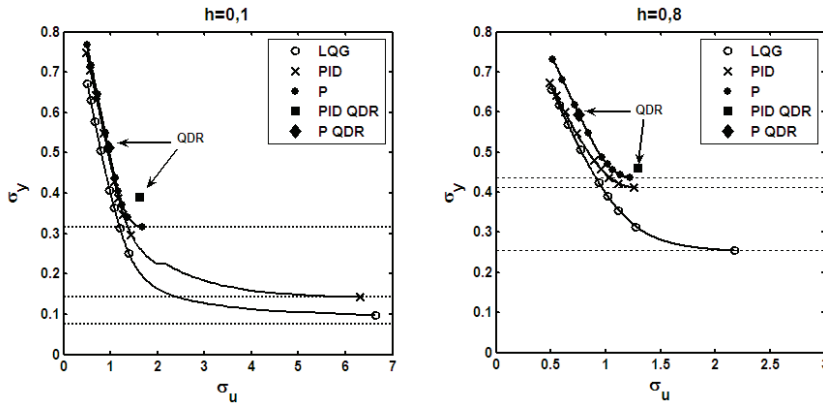 h=0,1
0.8
0.7
0.6
0.5
0.4
0.3
0.2
0.1
0
σy
0 1 2 3 4 5 6 7
σu
LQG
PID
P
PID QDR
P QDR
QDR
h=0,8
0.8
0.7
0.6
0.5
0.4
0.3
0.2
0.1
0
σy
0 0.5 1 1.5 2 2.5 3
σu
LQG
PID
P
PID QDR
P QDR
QDR